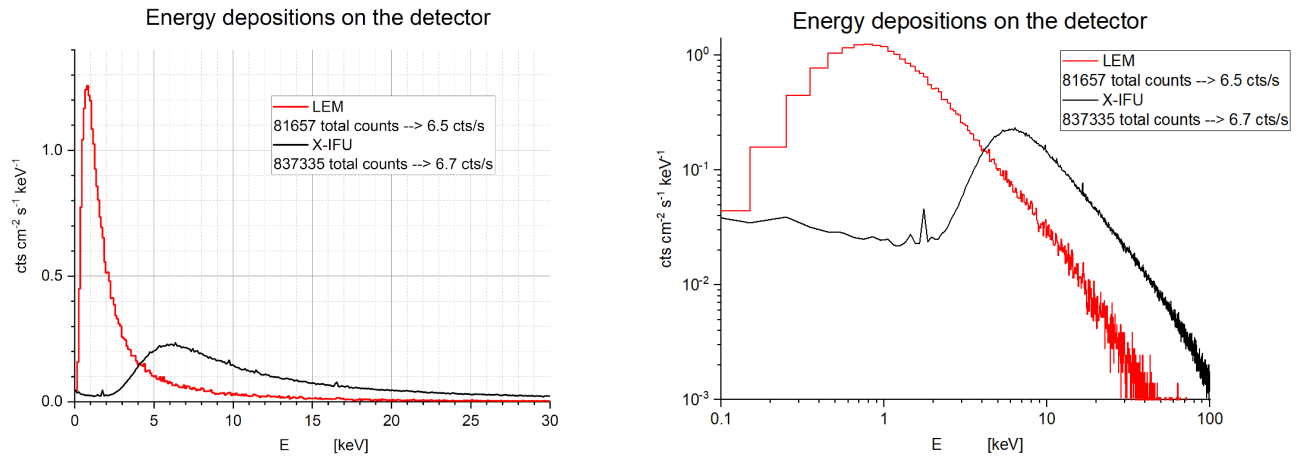 Energy depositions on the detector
LEM
81657 total counts --> 6.5 cts/s
X-IFU
837335 total counts --> 6.7 cts/s
cts cm⁻² s⁻¹ keV⁻¹
1.0
0.5
0.0
0 5 10 15 20 25 30
E [keV]
Energy depositions on the detector
LEM
81657 total counts --> 6.5 cts/s
X-IFU
837335 total counts --> 6.7 cts/s
cts cm⁻² s⁻¹ keV⁻¹
10⁰
10⁻¹
10⁻²
10⁻³
0.1 1 10 100
E [keV]